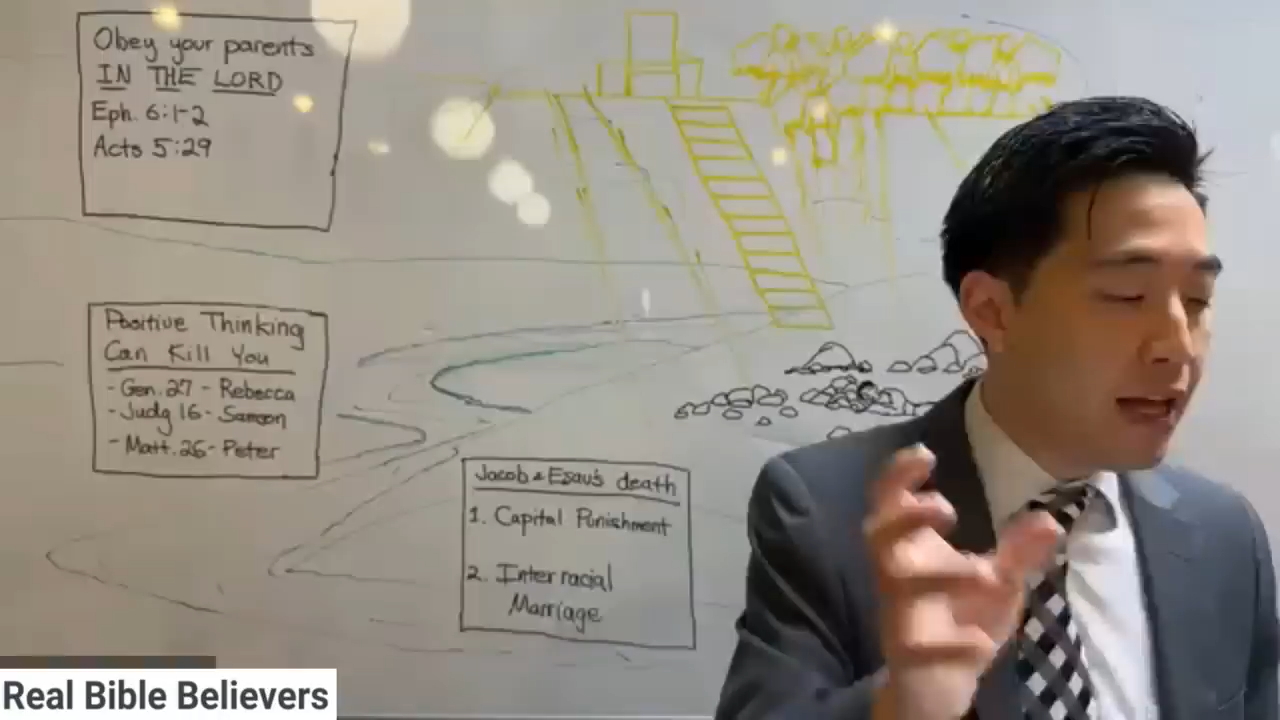 Obey your parents
IN THE LORD
Eph. 6:1-2
Acts 5:29
Positive Thinking
Can Kill You
- Gen. 27 - Rebecca
- Judg 16 - Samson
- Matt. 26 - Peter
Jacob & Esau's death
1. Capital Punishment
2. Interracial
Marriage
Real Bible Believers